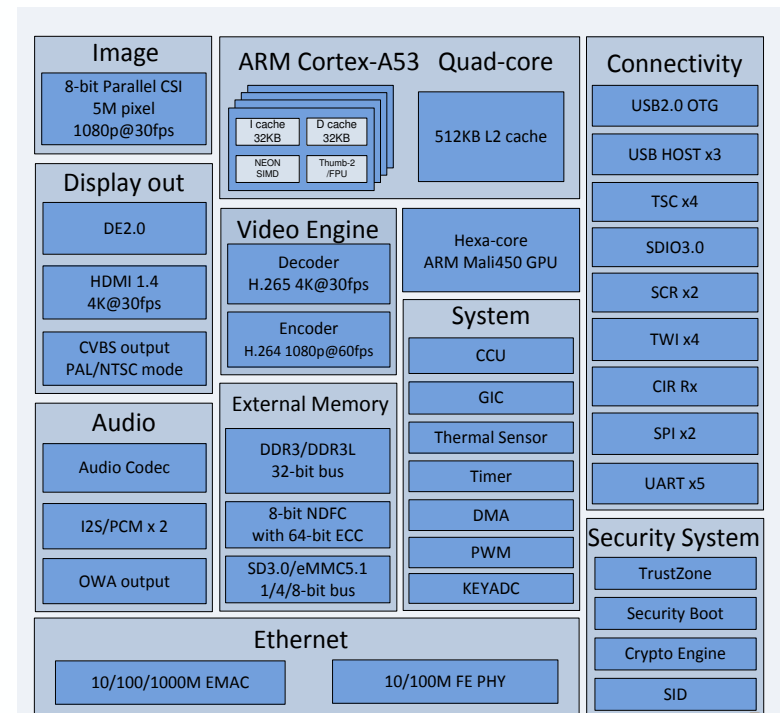 Image
8-bit Parallel CSI
5M pixel
1080p@30fps
Display out
DE2.0
HDMI 1.4
4K@30fps
CVBS output
PAL/NTSC mode
Audio
Audio Codec
I2S/PCM x 2
OWA output
ARM Cortex-A53 Quad-core
I cache
32KB
D cache
32KB
NEON
SIMD
Thumb-2
/FPU
512KB L2 cache
Video Engine
Decoder
H.265 4K@30fps
Encoder
H.264 1080p@60fps
External Memory
DDR3/DDR3L
32-bit bus
8-bit NDFC
with 64-bit ECC
SD3.0/eMMC5.1
1/4/8-bit bus
Hexa-core
ARM Mali450 GPU
System
CCU
GIC
Thermal Sensor
Timer
DMA
PWM
KEYADC
Connectivity
USB2.0 OTG
USB HOST x3
TSC x4
SDIO3.0
SCR x2
TWI x4
CIR Rx
SPI x2
UART x5
Security System
TrustZone
Security Boot
Crypto Engine
SID
Ethernet
10/100/1000M EMAC
10/100M FE PHY